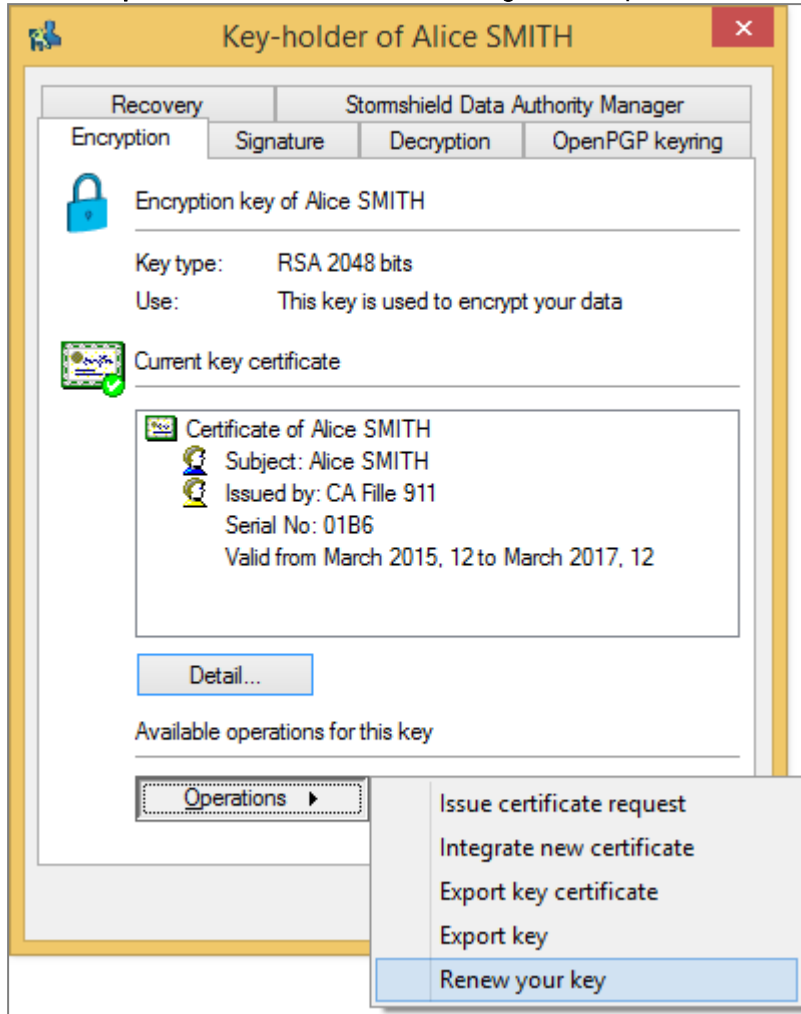 Key-holder of Alice SMITH
Recovery
Stormshield Data Authority Manager
Encryption
Signature
Decryption
OpenPGP keyring
Encryption key of Alice SMITH
Key type: RSA 2048 bits
Use: This key is used to encrypt your data
Current key certificate
Certificate of Alice SMITH
Subject: Alice SMITH
Issued by: CA Fille 911
Serial No: 01B6
Valid from March 2015, 12 to March 2017, 12
Detail...
Available operations for this key
Operations
Issue certificate request
Integrate new certificate
Export key certificate
Export key
Renew your key